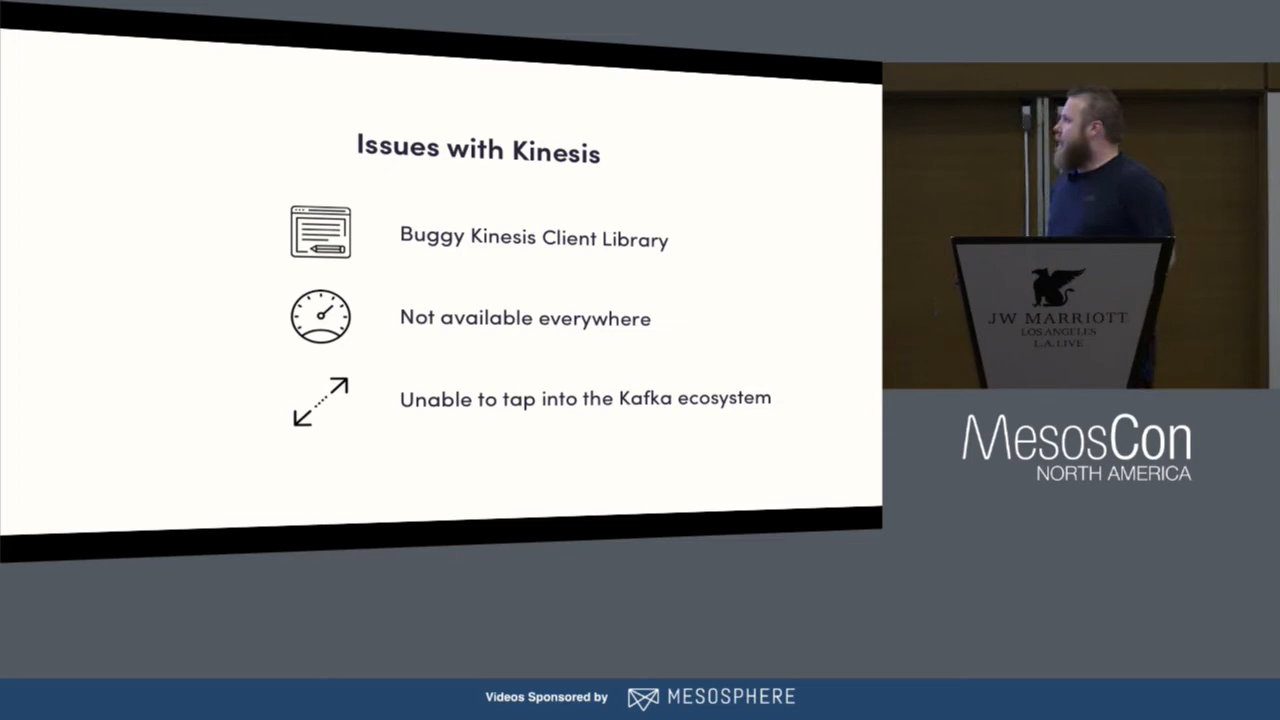 Issues with Kinesis
Buggy Kinesis Client Library
Not available everywhere
Unable to tap into the Kafka ecosystem
JW MARRIOTT
LOS ANGELES
L.A. LIVE
MesosCon
NORTH AMERICA
Videos Sponsored by MESOSPHERE